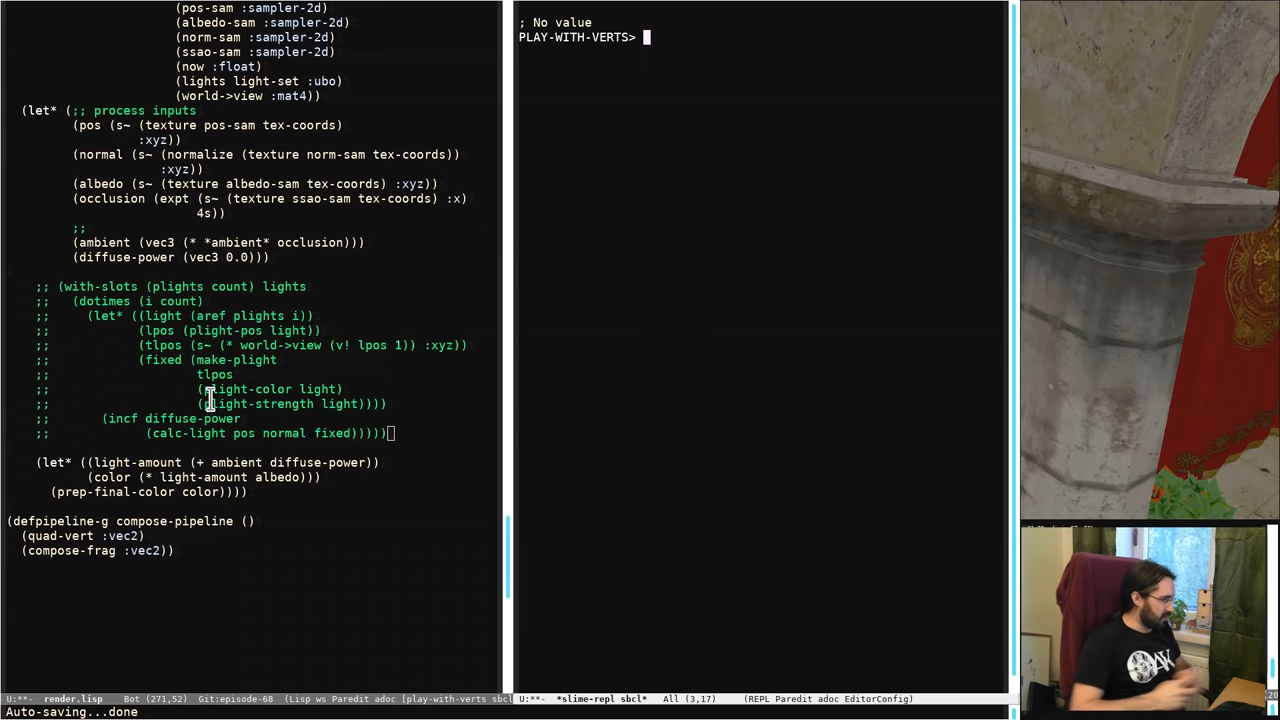 (pos-sam :sampler-2d)
(albedo-sam :sampler-2d)
(norm-sam :sampler-2d)
(ssao-sam :sampler-2d)
(now :float)
(lights light-set :ubo)
(world->view :mat4))
(let* (;; process inputs
(pos (s~ (texture pos-sam tex-coords)
:xyz))
(normal (s~ (normalize (texture norm-sam tex-coords))
:xyz))
(albedo (s~ (texture albedo-sam tex-coords) :xyz))
(occlusion (expt (s~ (texture ssao-sam tex-coords) :x)
4s))
;;
(ambient (vec3 (* *ambient* occlusion)))
(diffuse-power (vec3 0.0)))
;; (with-slots (plights count) lights
;; (dotimes (i count)
;; (let* ((light (aref plights i))
;; (lpos (plight-pos light))
;; (tlpos (s~ (* world->view (v! lpos 1)) :xyz))
;; (fixed (make-plight
;; tlpos
;; (plight-color light)
;; (plight-strength light))))
;; (incf diffuse-power
;; (calc-light pos normal fixed)))))
(let* ((light-amount (+ ambient diffuse-power))
(color (* light-amount albedo)))
(prep-final-color color))))
(defpipeline-g compose-pipeline ()
(quad-vert :vec2)
(compose-frag :vec2))
U:**- render.lisp Bot (271,52) Git:episode-68 (Lisp ws Paredit adoc [play-with-verts sbcl
Auto-saving...done
; No value
PLAY-WITH-VERTS>
U:**- *slime-repl sbcl* All (3,17) (REPL Paredit adoc EditorConfig)